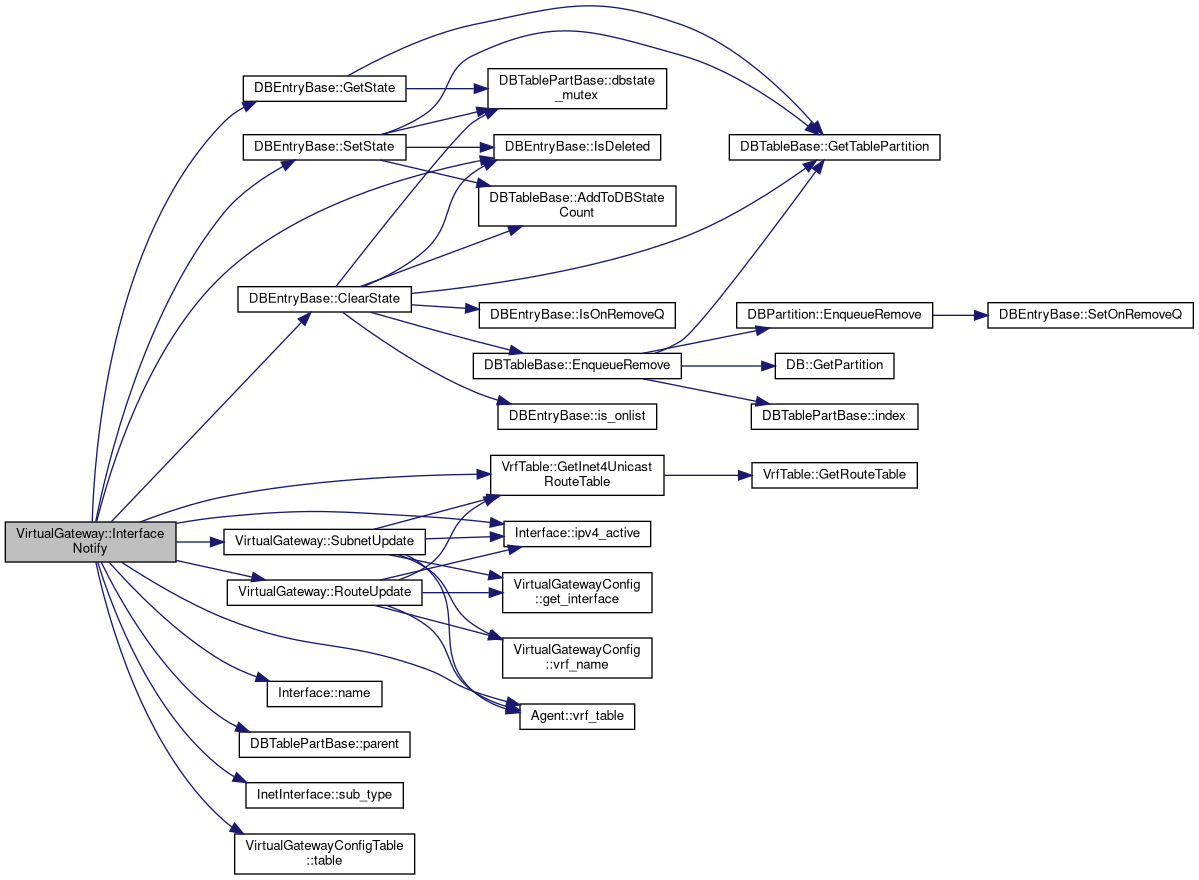 DBEntryBase::GetState
DBTablePartBase::dbstate
_mutex
DBEntryBase::SetState
DBEntryBase::IsDeleted
DBTableBase::GetTablePartition
DBTableBase::AddToDBState
Count
DBEntryBase::ClearState
DBEntryBase::IsOnRemoveQ
DBPartition::EnqueueRemove
DBEntryBase::SetOnRemoveQ
DBTableBase::EnqueueRemove
DB::GetPartition
DBEntryBase::is_onlist
DBTablePartBase::index
VrfTable::GetInet4Unicast
RouteTable
VrfTable::GetRouteTable
VirtualGateway::Interface
Notify
VirtualGateway::SubnetUpdate
Interface::ipv4_active
VirtualGateway::RouteUpdate
VirtualGatewayConfig
::get_interface
VirtualGatewayConfig
::vrf_name
Interface::name
Agent::vrf_table
DBTablePartBase::parent
InetInterface::sub_type
VirtualGatewayConfigTable
::table